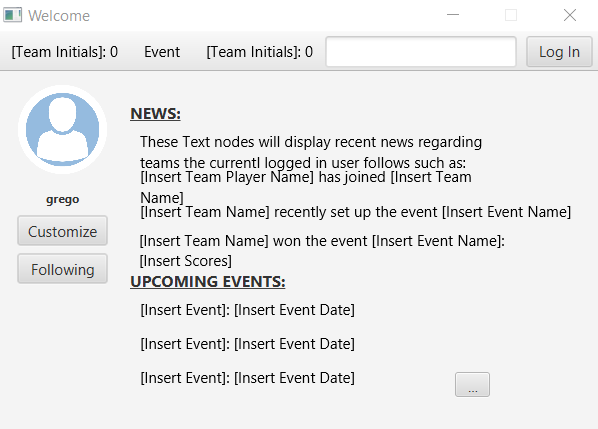 Welcome
[Team Initials]: 0 Event [Team Initials]: 0 Log In
NEWS:
These Text nodes will display recent news regarding
teams the currentl logged in user follows such as:
[Insert Team Player Name] has joined [Insert Team
Name]
[Insert Team Name] recently set up the event [Insert Event Name]
[Insert Team Name] won the event [Insert Event Name]:
[Insert Scores]
grego
Customize
Following
UPCOMING EVENTS:
[Insert Event]: [Insert Event Date]
[Insert Event]: [Insert Event Date]
[Insert Event]: [Insert Event Date]
...